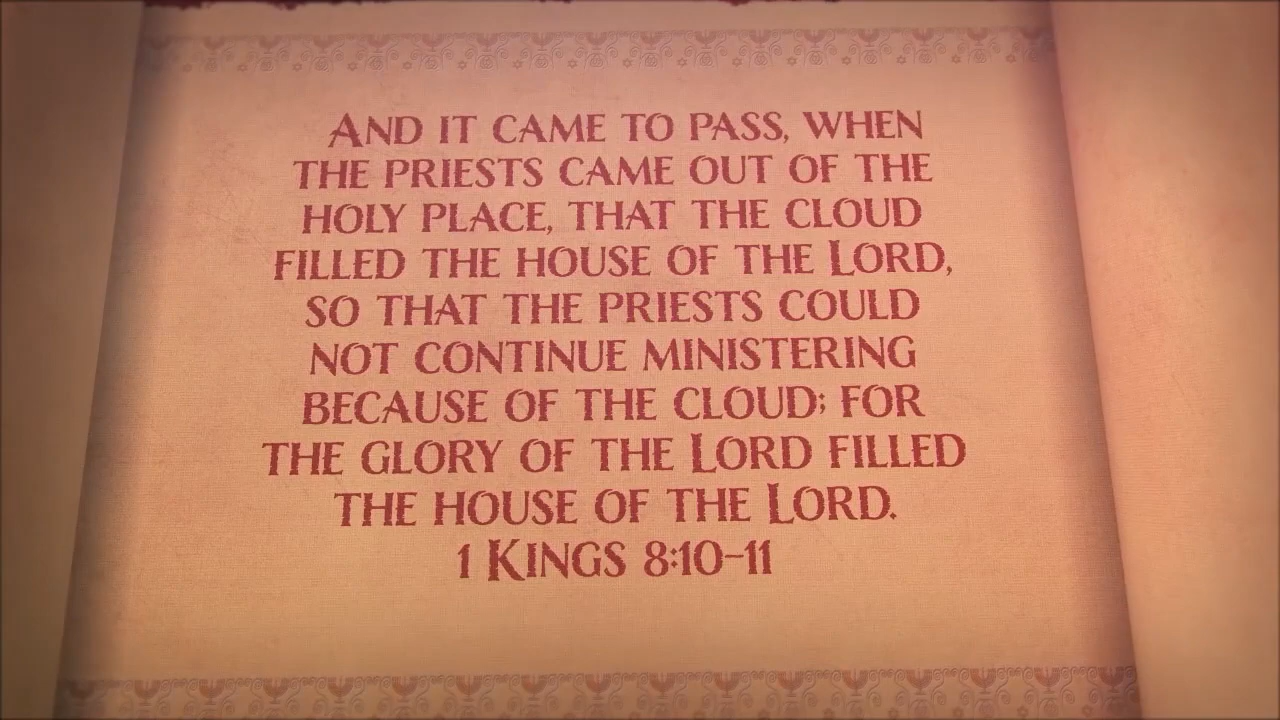 And it came to pass, when
the priests came out of the
holy place, that the cloud
filled the house of the Lord,
so that the priests could
not continue ministering
because of the cloud; for
the glory of the Lord filled
the house of the Lord.
1 Kings 8:10–11